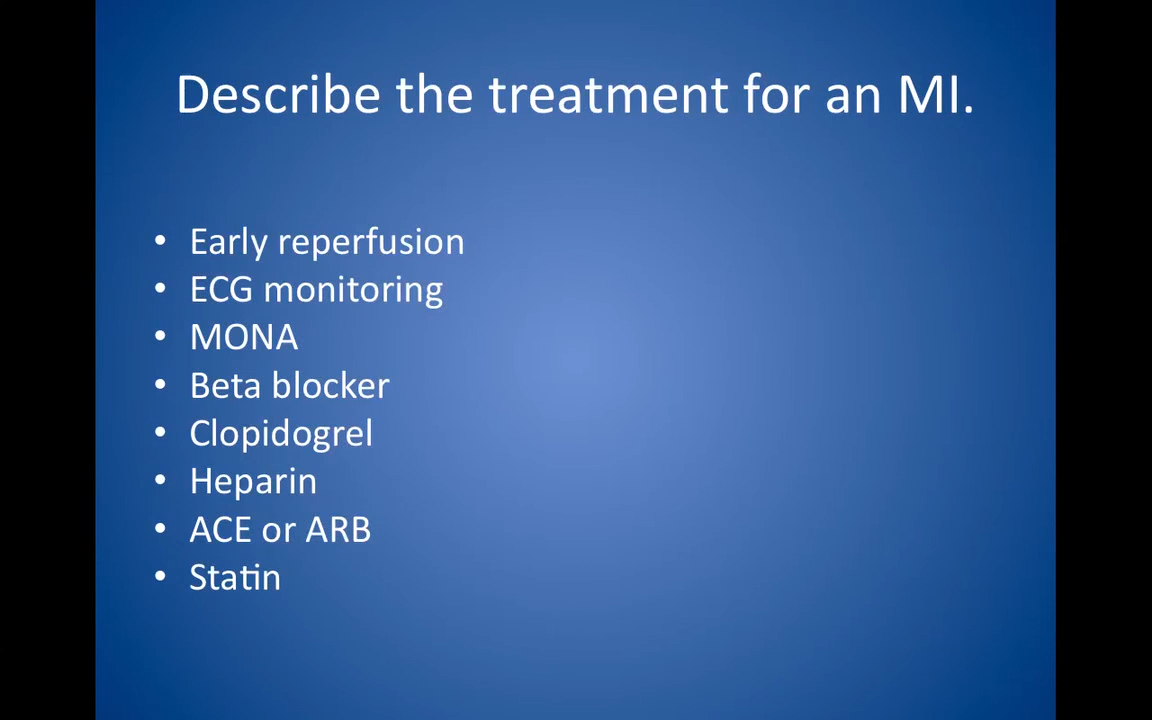 Describe the treatment for an MI.
• Early reperfusion
• ECG monitoring
• MONA
• Beta blocker
• Clopidogrel
• Heparin
• ACE or ARB
• Statin